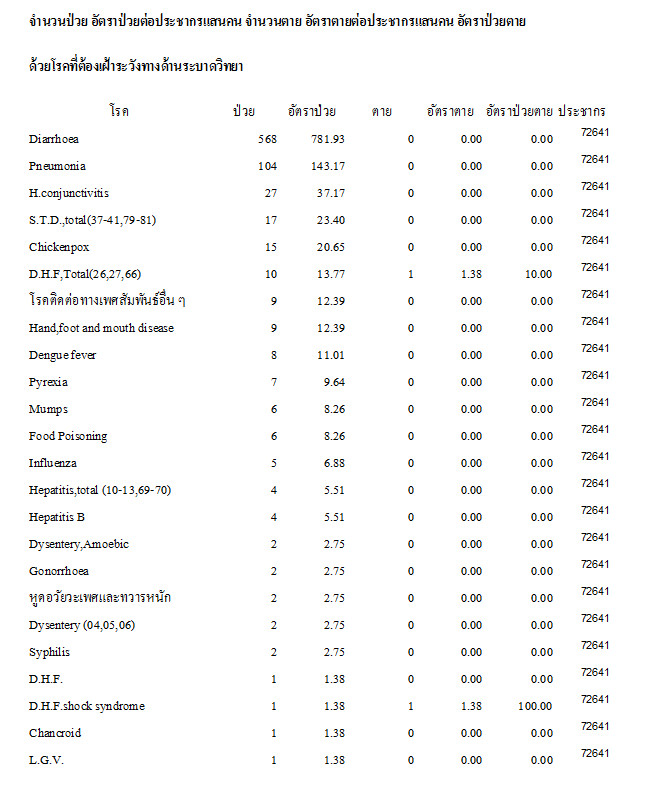 จำนวนป่วย อัตราป่วยต่อประชากรแสนคน จำนวนตาย อัตราตายต่อประชากรแสนคน อัตราป่วยตาย
ด้วยโรคที่ต้องเฝ้าระวังทางด้านระบาดวิทยา
โรค ป่วย อัตราป่วย ตาย อัตราตาย อัตราป่วยตาย ประชากร
Diarrhoea 568 781.93 0 0.00 0.00 72641
Pneumonia 104 143.17 0 0.00 0.00 72641
H.conjunctivitis 27 37.17 0 0.00 0.00 72641
S.T.D.,total(37-41,79-81) 17 23.40 0 0.00 0.00 72641
Chickenpox 15 20.65 0 0.00 0.00 72641
D.H.F,Total(26,27,66) 10 13.77 1 1.38 10.00 72641
โรคติดต่อทางเพศสัมพันธ์อื่น ๆ 9 12.39 0 0.00 0.00 72641
Hand,foot and mouth disease 9 12.39 0 0.00 0.00 72641
Dengue fever 8 11.01 0 0.00 0.00 72641
Pyrexia 7 9.64 0 0.00 0.00 72641
Mumps 6 8.26 0 0.00 0.00 72641
Food Poisoning 6 8.26 0 0.00 0.00 72641
Influenza 5 6.88 0 0.00 0.00 72641
Hepatitis,total (10-13,69-70) 4 5.51 0 0.00 0.00 72641
Hepatitis B 4 5.51 0 0.00 0.00 72641
Dysentery,Amoebic 2 2.75 0 0.00 0.00 72641
Gonorrhoea 2 2.75 0 0.00 0.00 72641
หูดอวัยวะเพศและทวารหนัก 2 2.75 0 0.00 0.00 72641
Dysentery (04,05,06) 2 2.75 0 0.00 0.00 72641
Syphilis 2 2.75 0 0.00 0.00 72641
D.H.F. 1 1.38 0 0.00 0.00 72641
D.H.F.shock syndrome 1 1.38 1 1.38 100.00 72641
Chancroid 1 1.38 0 0.00 0.00 72641
L.G.V. 1 1.38 0 0.00 0.00 72641